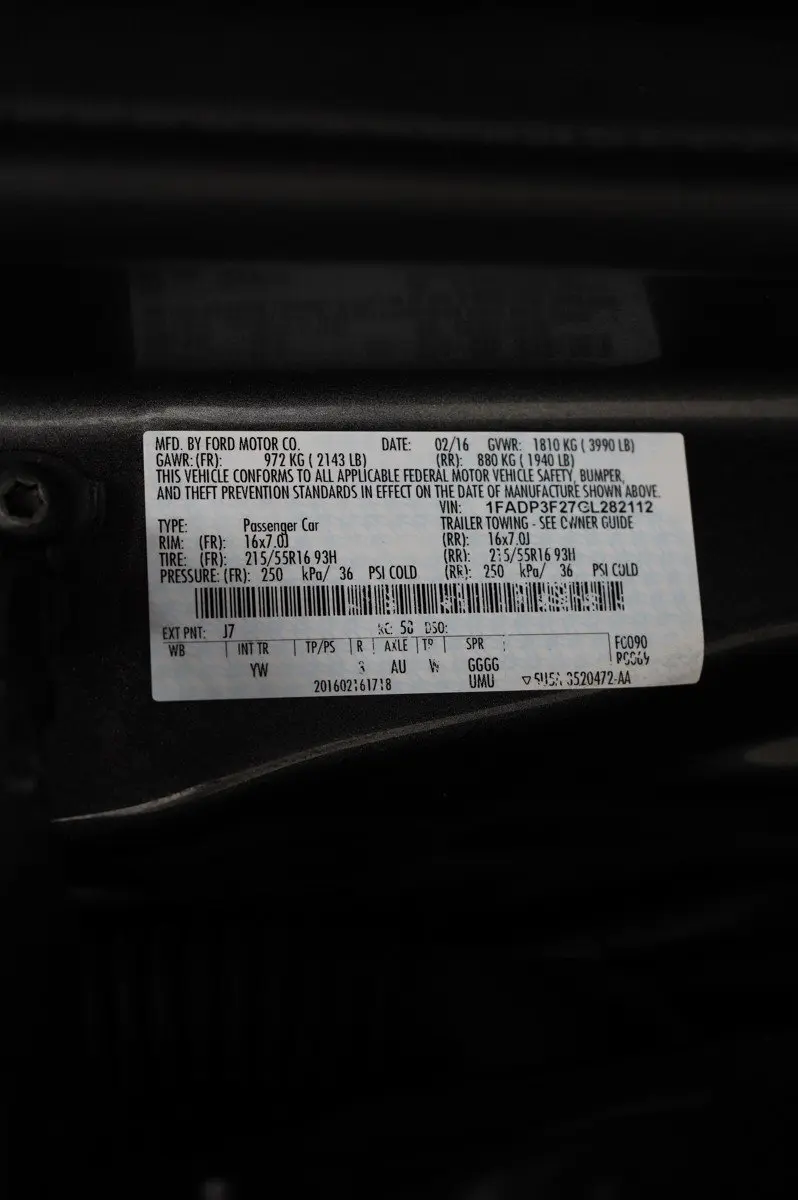 MFD. BY FORD MOTOR CO. DATE: 02/16 GVWR: 1810 KG ( 3990 LB)
GAWR: (FR): 972 KG ( 2143 LB) (RR): 880 KG ( 1940 LB)
THIS VEHICLE CONFORMS TO ALL APPLICABLE FEDERAL MOTOR VEHICLE SAFETY, BUMPER,
AND THEFT PREVENTION STANDARDS IN EFFECT ON THE DATE OF MANUFACTURE SHOWN ABOVE.
VIN: 1FADP3F27GL282112
TYPE: Passenger Car TRAILER TOWING - SEE OWNER GUIDE
RIM: (FR): 16x7.0J (RR): 16x7.0J
TIRE: (FR): 215/55R16 93H (RR): 215/55R16 93H
PRESSURE: (FR): 250 kPa/ 36 PSI COLD (RR): 250 kPa/ 36 PSI COLD
EXT PNT: J7 RC: 58 DSO:
WB INT TR TP/PS R AXLE TR SPR FC090
YW AU W GGGG
201602161718 UMU